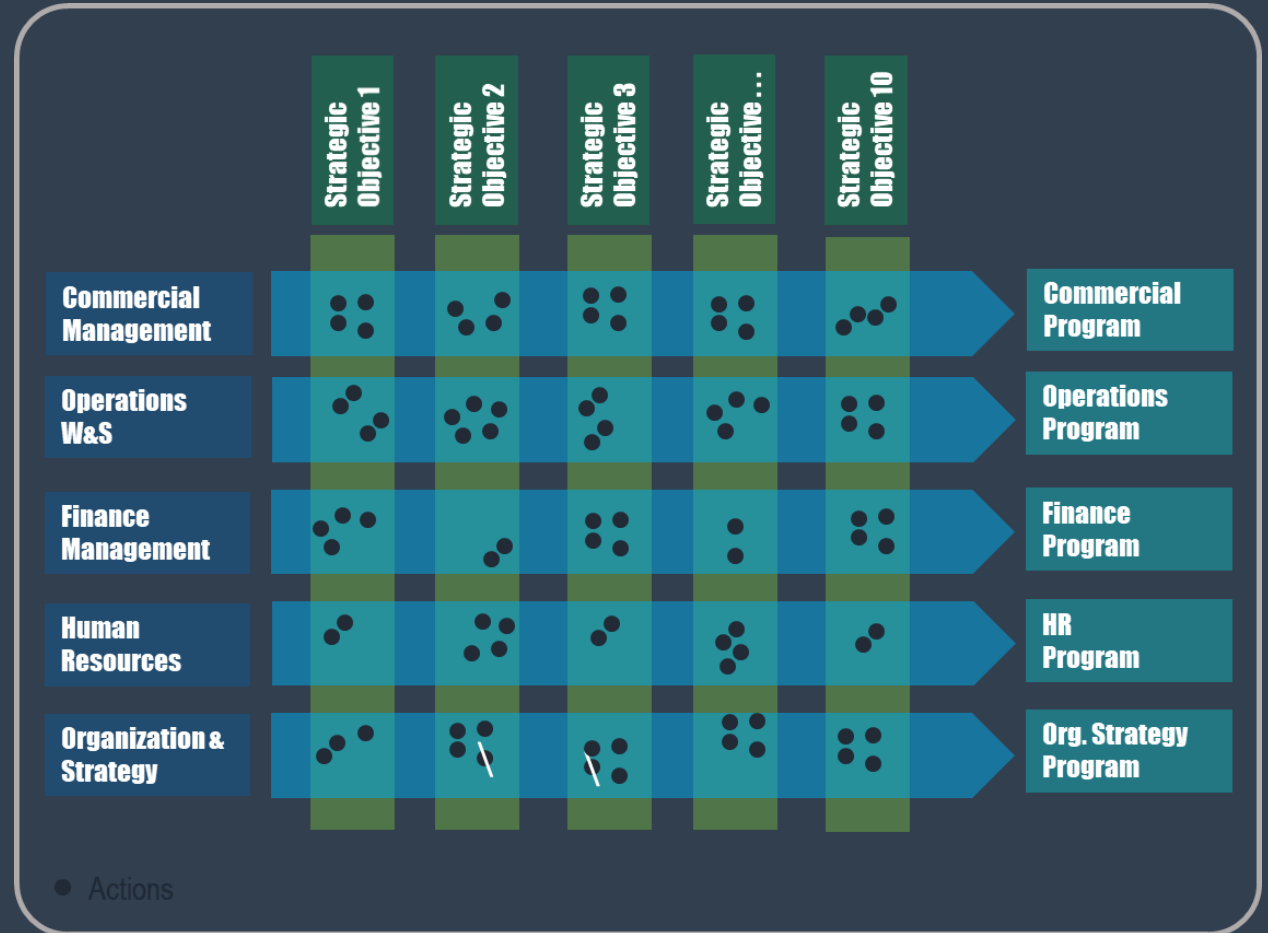 Strategic
Objective 1
Strategic
Objective 2
Strategic
Objective 3
Strategic
Objective...
Strategic
Objective 10
Commercial
Management
Commercial
Program
Operations
W&S
Operations
Program
Finance
Management
Finance
Program
Human
Resources
HR
Program
Organization &
Strategy
Org. Strategy
Program
Actions